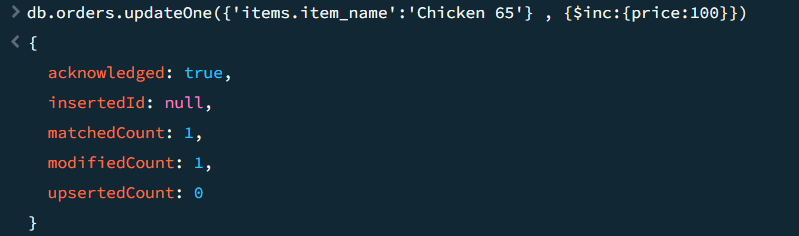 > db.orders.updateOne({'items.item_name':'Chicken 65'} , {$inc:{price:100}})
< {
acknowledged: true,
insertedId: null,
matchedCount: 1,
modifiedCount: 1,
upsertedCount: 0
}